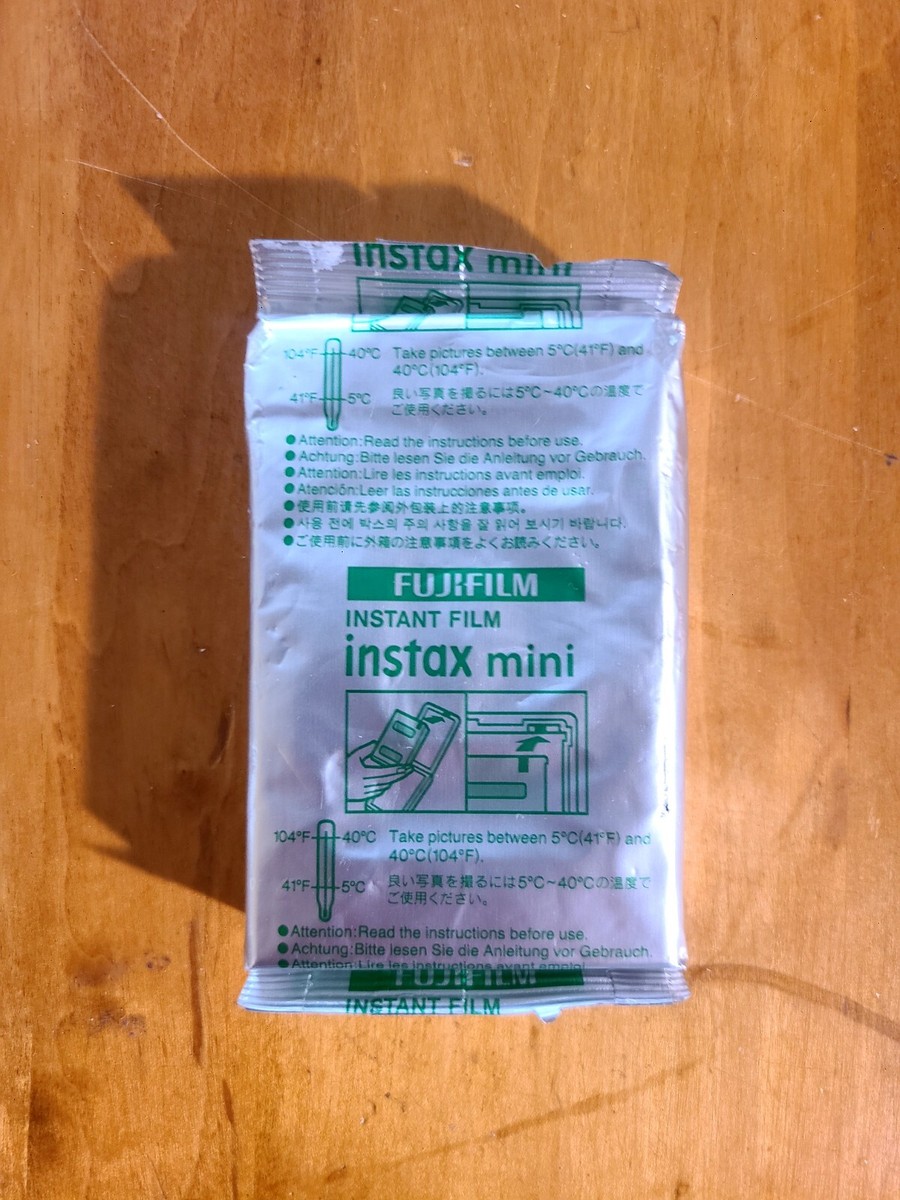 instax mini
104°F 40°C Take pictures between 5°C(41°F) and
40°C(104°F).
41°F 5°C 良い写真を撮るには5°C~40°Cの温度で
ご使用ください。
●Attention:Read the instructions before use.
●Achtung:Bitte lesen Sie die Anleitung vor Gebrauch.
●Attention:Lire les instructions avant emploi.
●Atención:Leer las instrucciones antes de usar.
●使用前请先参阅外包装上的注意事项。
●사용 전에 박스의 주의 사항을 잘 읽어 보시기 바랍니다.
●ご使用前に外箱の注意事項をよくお読みください。
FUJIFILM
INSTANT FILM
instax mini
104°F 40°C Take pictures between 5°C(41°F) and
40°C(104°F).
41°F 5°C 良い写真を撮るには5°C~40°Cの温度で
ご使用ください。
●Attention:Read the instructions before use.
●Achtung:Bitte lesen Sie die Anleitung vor Gebrauch.
●Attention:Lire les instructions avant emploi.
FUJIFILM
INSTANT FILM